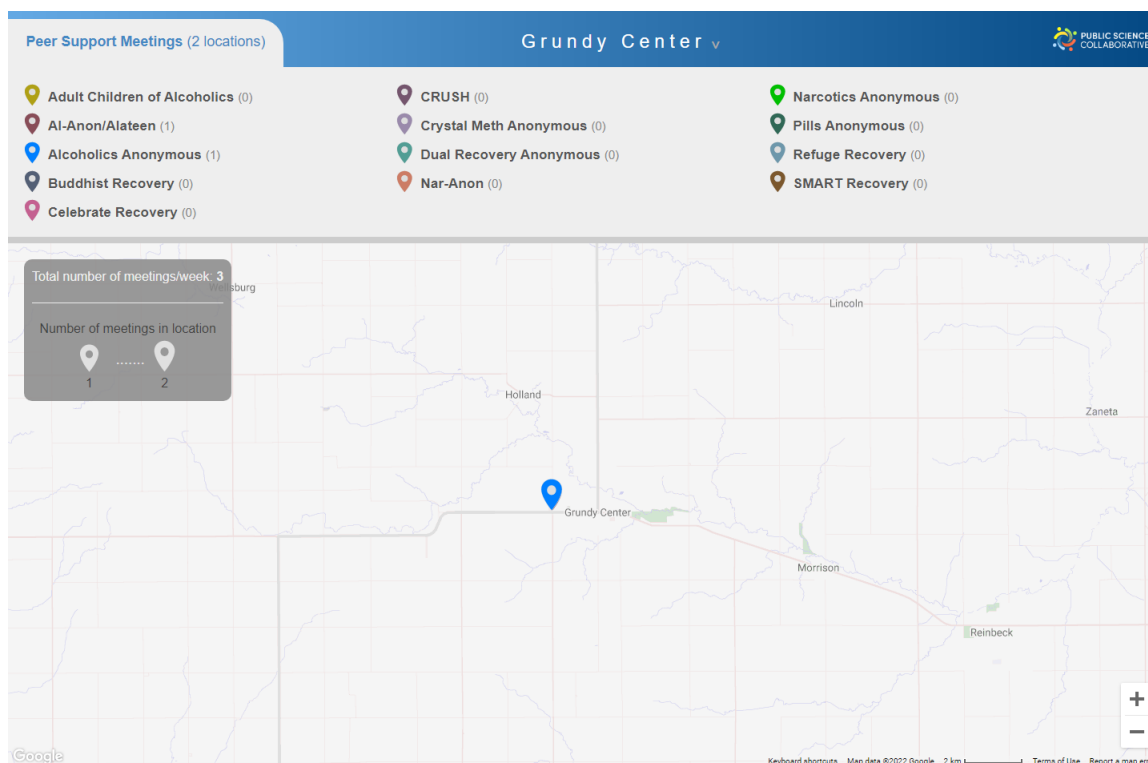 Peer Support Meetings (2 locations)
Grundy Center v
PUBLIC SCIENCE
COLLABORATIVE
Adult Children of Alcoholics (0)
Al-Anon/Alateen (1)
Alcoholics Anonymous (1)
Buddhist Recovery (0)
Celebrate Recovery (0)
CRUSH (0)
Crystal Meth Anonymous (0)
Dual Recovery Anonymous (0)
Nar-Anon (0)
Narcotics Anonymous (0)
Pills Anonymous (0)
Refuge Recovery (0)
SMART Recovery (0)
Total number of meetings/week: 3
Wellsburg
Number of meetings in location
1 ....... 2
Lincoln
Holland
Zaneta
Grundy Center
Morrison
Reinbeck
+
−
Google
Keyboard shortcuts Map data ©2022 Google 2 km Terms of Use Report a map er